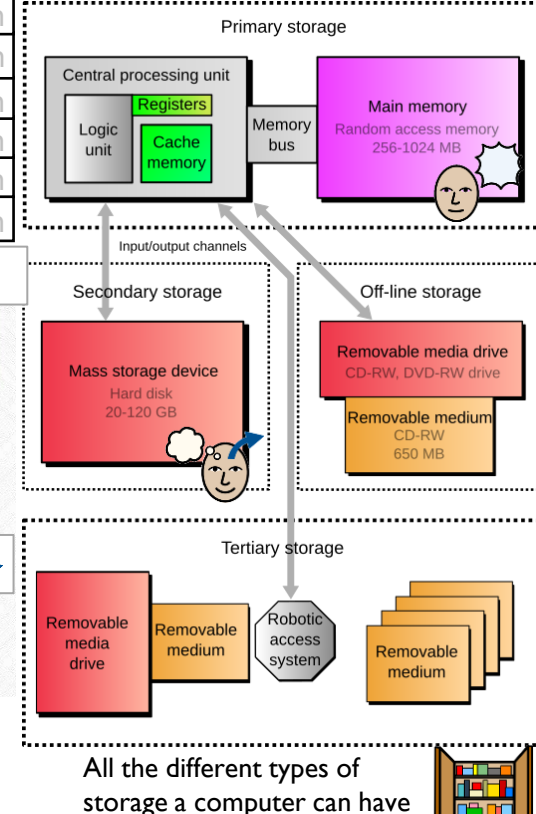 Primary storage
Central processing unit
Registers
Logic
unit
Cache
memory
Memory
bus
Main memory
Random access memory
256-1024 MB
Input/output channels
Secondary storage
Mass storage device
Hard disk
20-120 GB
Off-line storage
Removable media drive
CD-RW, DVD-RW drive
Removable medium
CD-RW
650 MB
Tertiary storage
Removable
media
drive
Removable
medium
Robotic
access
system
Removable
medium
All the different types of
storage a computer can have